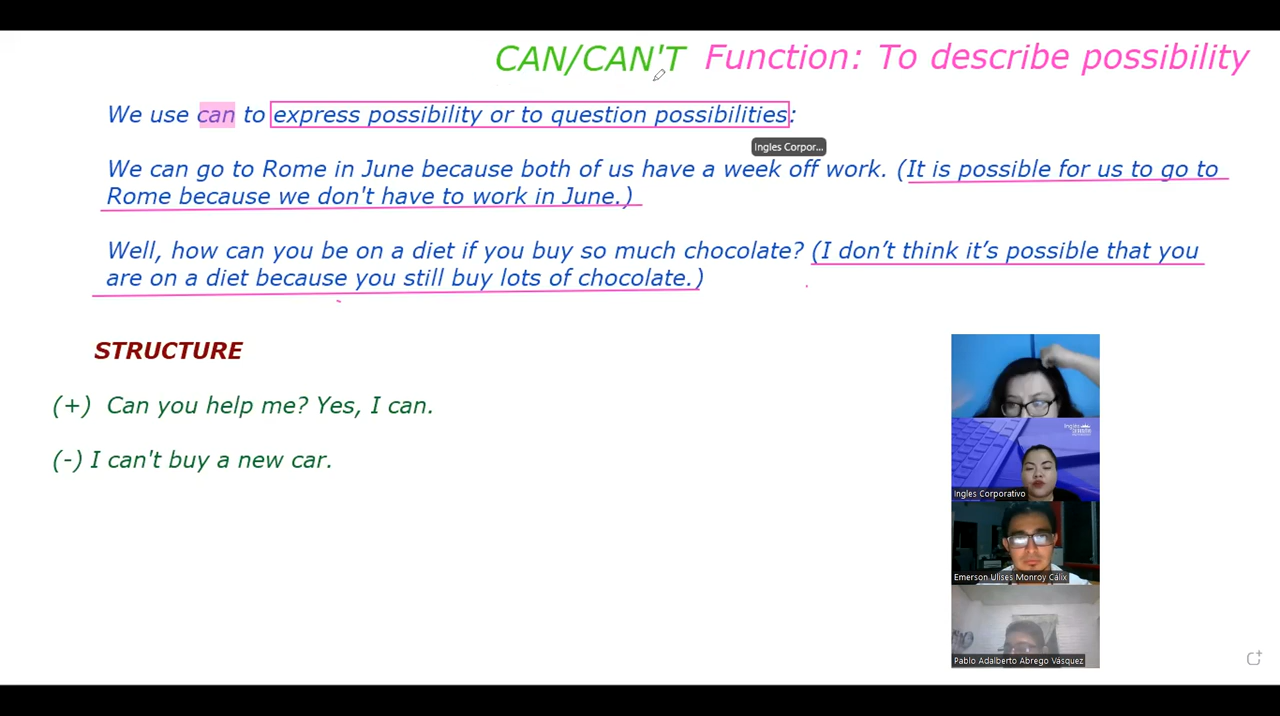 CAN/CAN'T Function: To describe possibility
We use can to express possibility or to question possibilities:
Ingles Corpor...
We can go to Rome in June because both of us have a week off work. (It is possible for us to go to
Rome because we don't have to work in June.)
Well, how can you be on a diet if you buy so much chocolate? (I don’t think it’s possible that you
are on a diet because you still buy lots of chocolate.)
STRUCTURE
(+) Can you help me? Yes, I can.
(-) I can't buy a new car.
Ingles Corporativo
Emerson Ulises Monroy Cálix
Pablo Adalberto Abrego Vásquez